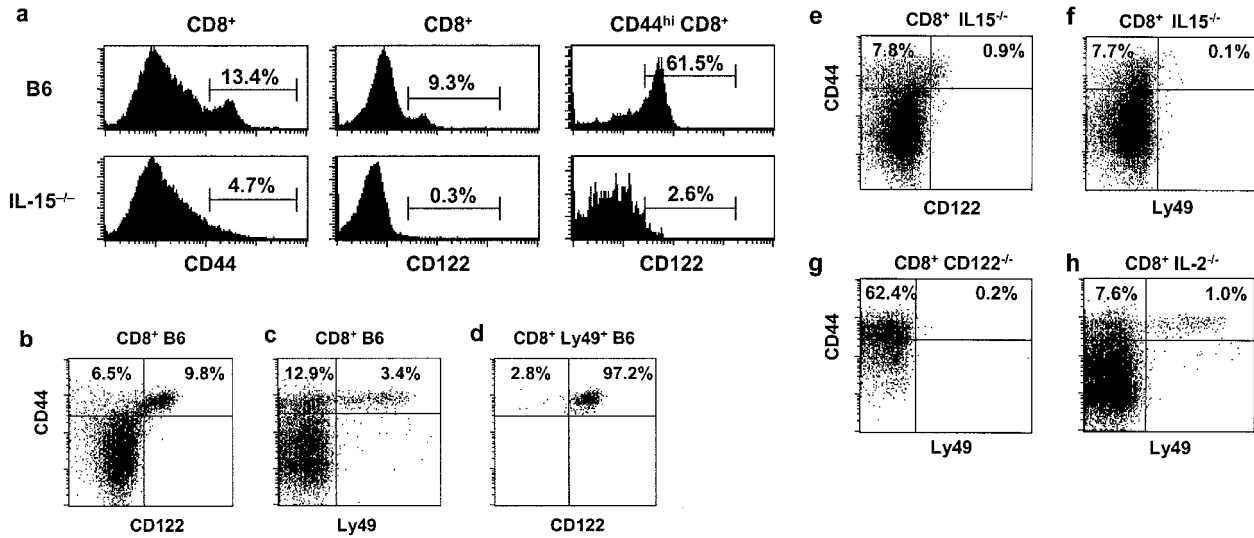 a
CD8⁺ CD8⁺ CD44ʰⁱ CD8⁺
B6
13.4% 9.3% 61.5%
IL-15⁻/⁻
4.7% 0.3% 2.6%
CD44 CD122 CD122
b CD8⁺ B6
6.5% 9.8%
CD44
CD122
c CD8⁺ B6
12.9% 3.4%
Ly49
d CD8⁺ Ly49⁺ B6
2.8% 97.2%
CD122
e CD8⁺ IL15⁻/⁻
7.8% 0.9%
CD44
CD122
f CD8⁺ IL15⁻/⁻
7.7% 0.1%
Ly49
g CD8⁺ CD122⁻/⁻
62.4% 0.2%
CD44
Ly49
h CD8⁺ IL-2⁻/⁻
7.6% 1.0%
Ly49